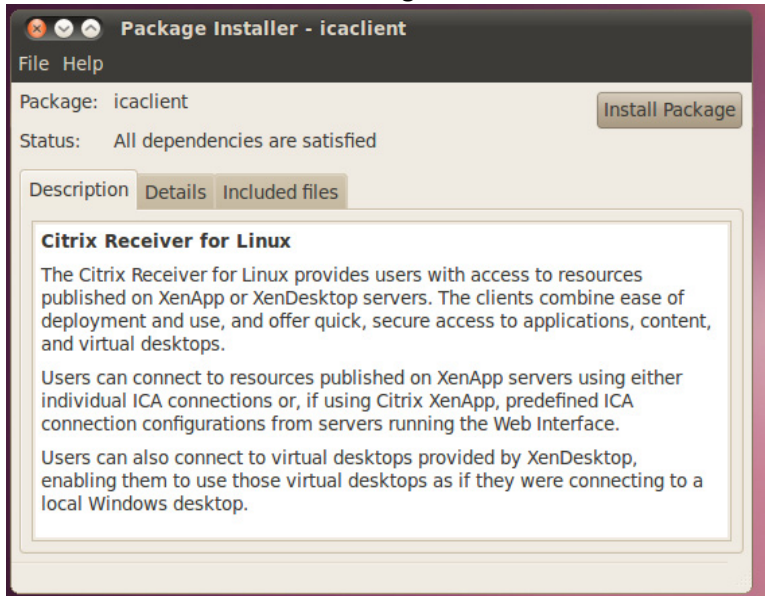 Package Installer - icaclient
File Help
Package: icaclient
Install Package
Status: All dependencies are satisfied
Description Details Included files
Citrix Receiver for Linux
The Citrix Receiver for Linux provides users with access to resources
published on XenApp or XenDesktop servers. The clients combine ease of
deployment and use, and offer quick, secure access to applications, content,
and virtual desktops.
Users can connect to resources published on XenApp servers using either
individual ICA connections or, if using Citrix XenApp, predefined ICA
connection configurations from servers running the Web Interface.
Users can also connect to virtual desktops provided by XenDesktop,
enabling them to use those virtual desktops as if they were connecting to a
local Windows desktop.